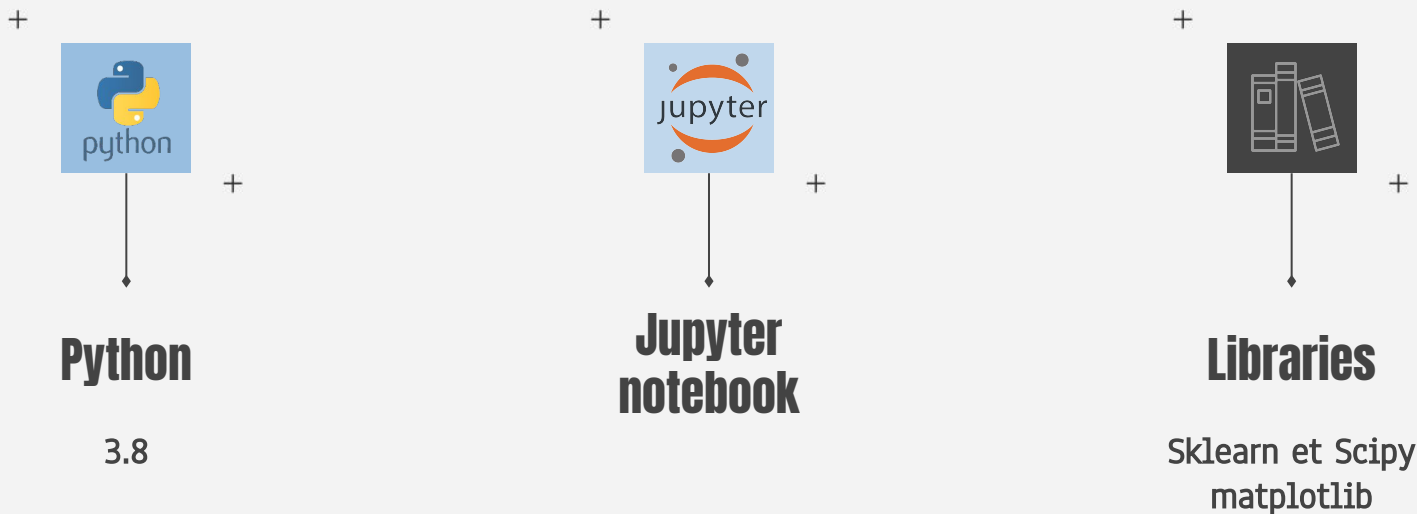 python
Python
3.8
jupyter
Jupyter
notebook
Libraries
Sklearn et Scipy
matplotlib